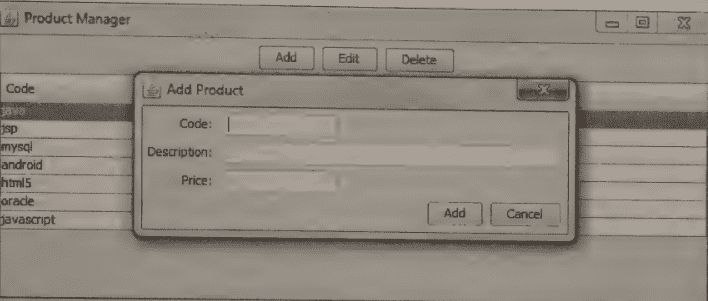 Product Manager
Add Edit Delete
Code
Add Product
java
Code:
jsp
mysql
Description:
android
html5
Price:
oracle
javascript
Add Cancel